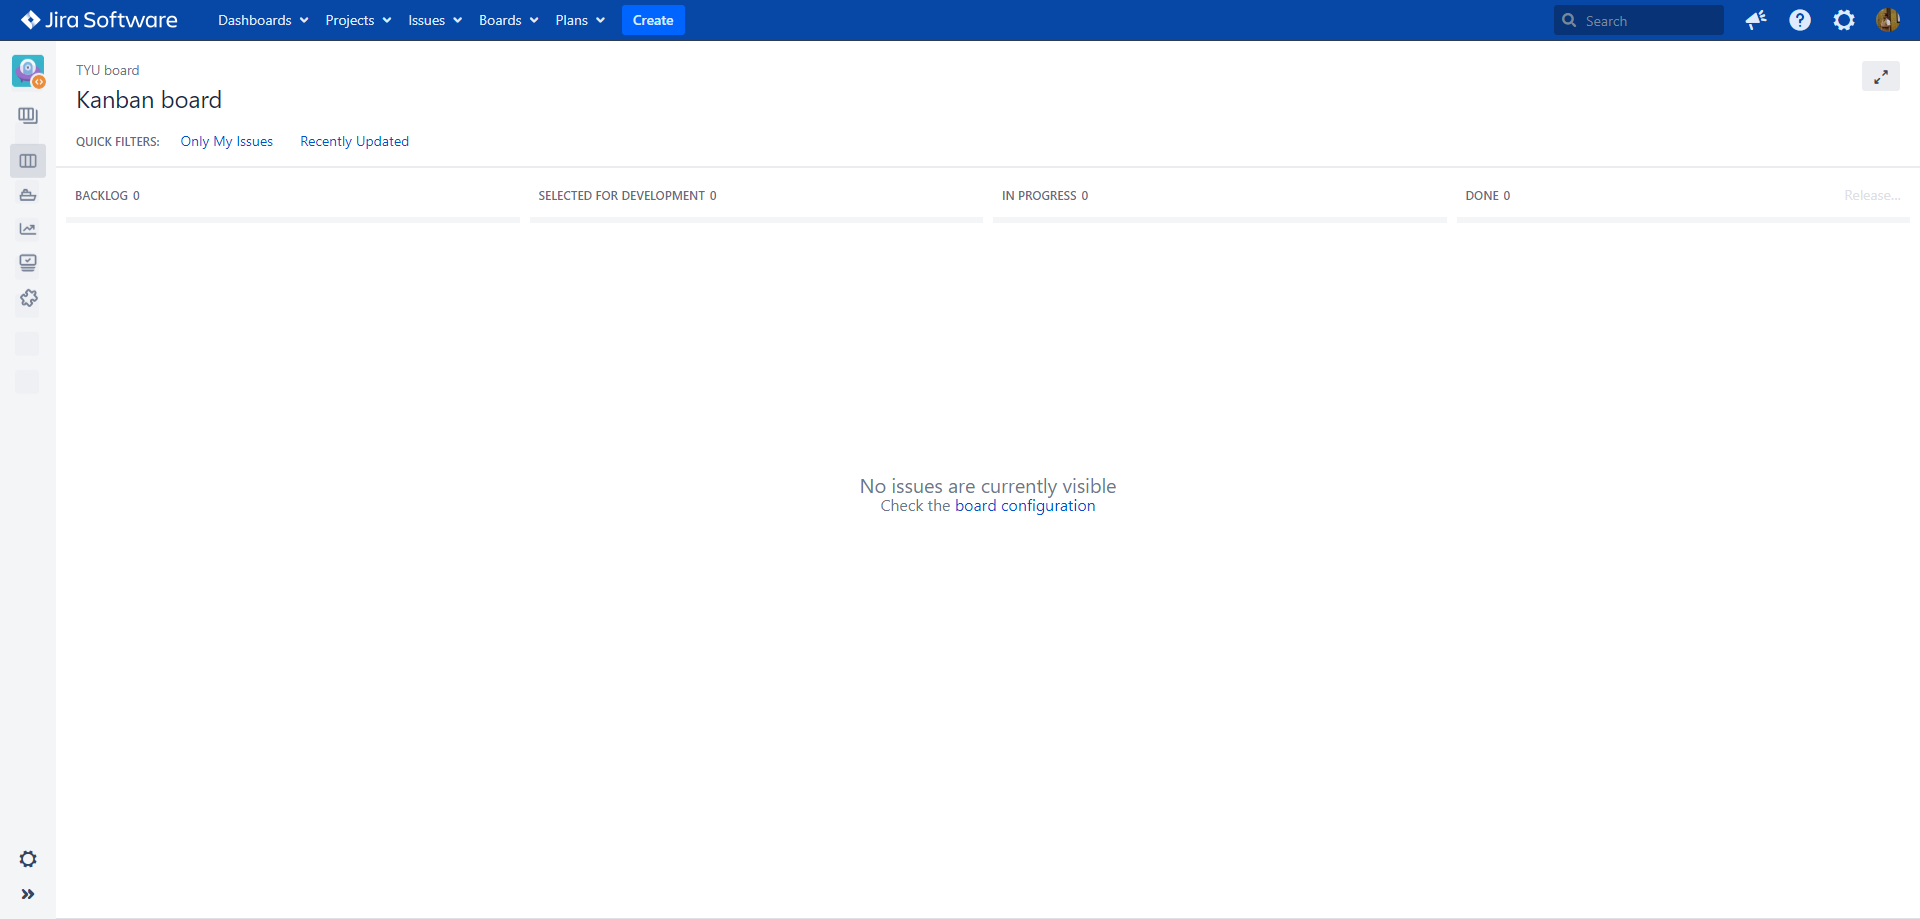 Jira Software Dashboards Projects Issues Boards Plans Create Search
TYU board
Kanban board
QUICK FILTERS: Only My Issues Recently Updated
BACKLOG 0 SELECTED FOR DEVELOPMENT 0 IN PROGRESS 0 DONE 0 Release...
No issues are currently visible
Check the board configuration